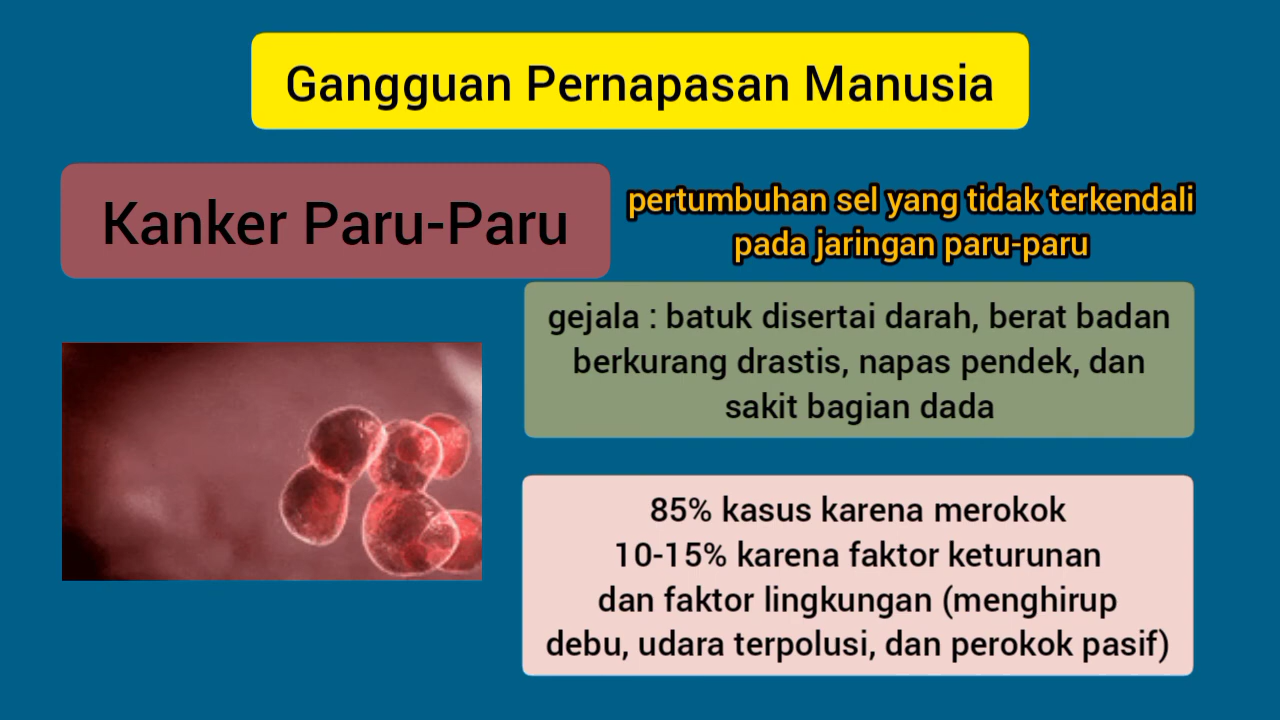 Gangguan Pernapasan Manusia
Kanker Paru-Paru
pertumbuhan sel yang tidak terkendali
pada jaringan paru-paru
gejala : batuk disertai darah, berat badan
berkurang drastis, napas pendek, dan
sakit bagian dada
85% kasus karena merokok
10-15% karena faktor keturunan
dan faktor lingkungan (menghirup
debu, udara terpolusi, dan perokok pasif)